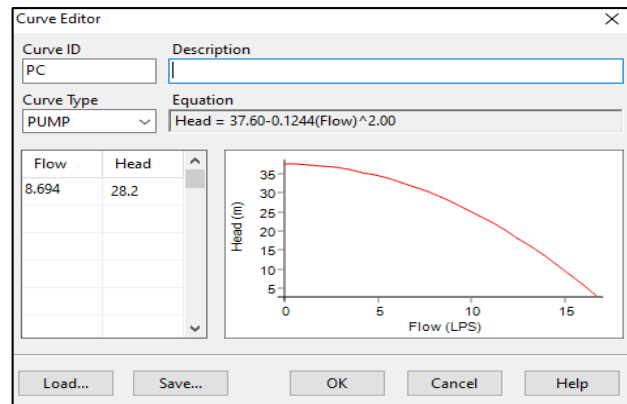 Curve Editor
Curve ID Description
PC
Curve Type Equation
PUMP Head = 37.60-0.1244(Flow)^2.00
Flow Head
8.694 28.2
35
30
25
20
15
10
5
Head (m)
0 5 10 15
Flow (LPS)
Load... Save... OK Cancel Help